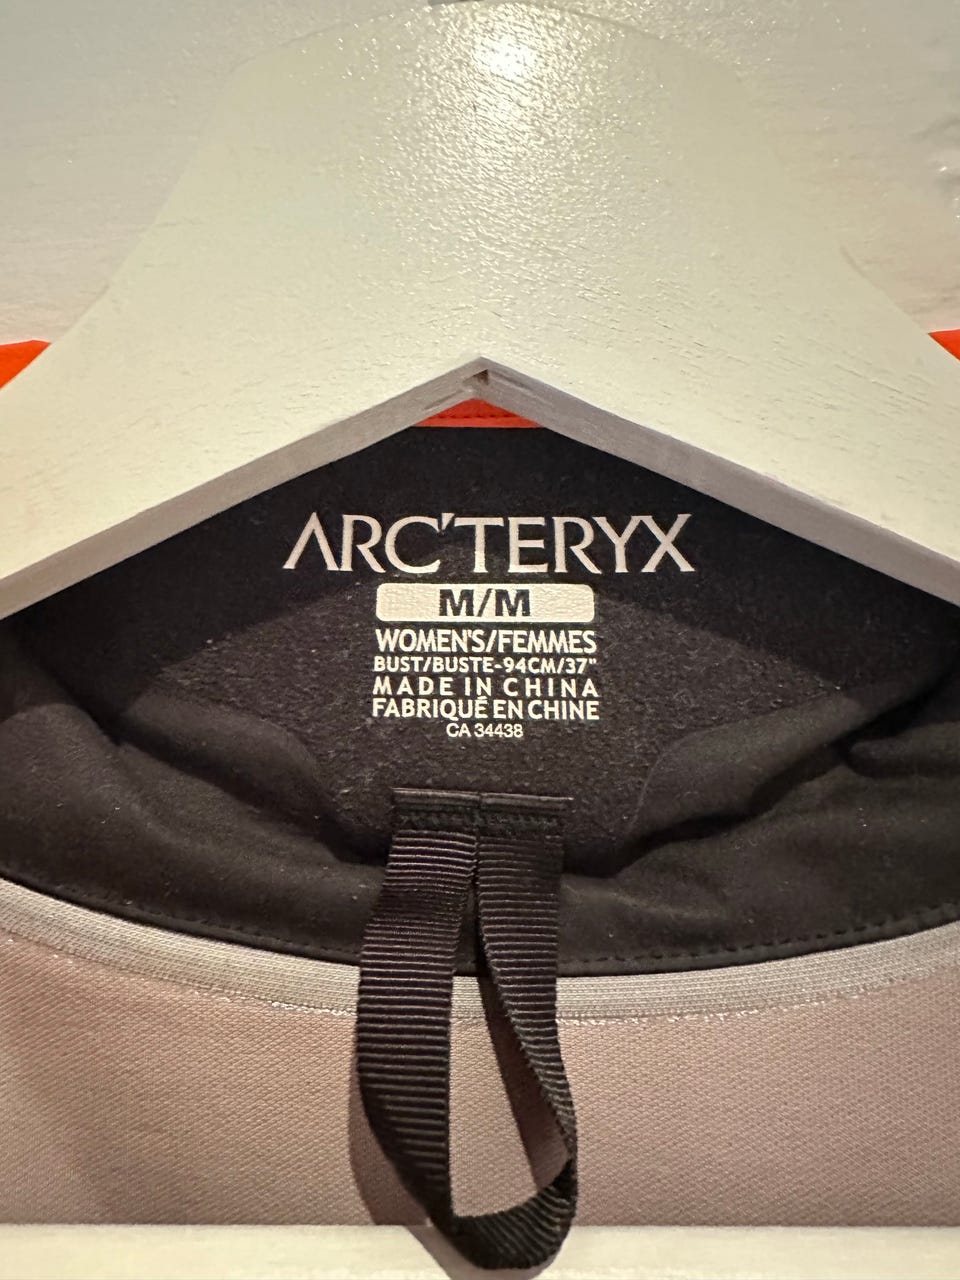 ARC'TERYX
M/M
WOMEN'S/FEMMES
BUST/BUSTE-94CM/37"
MADE IN CHINA
FABRIQUÉ EN CHINE
CA 34438